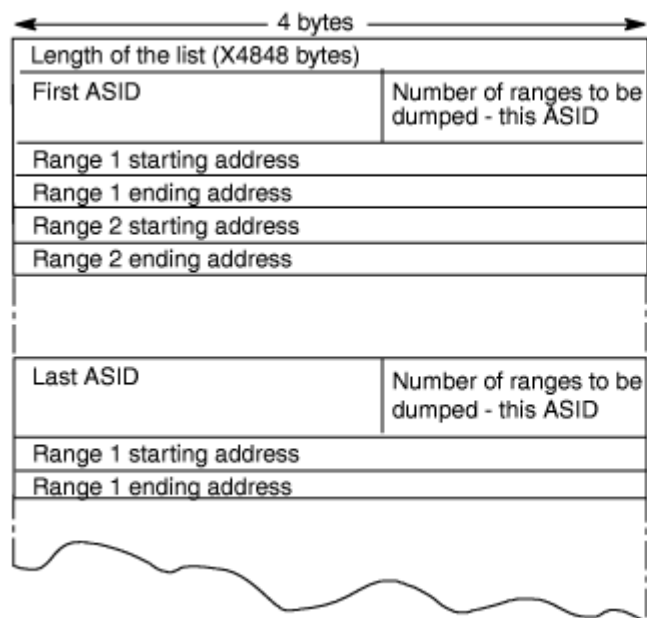 4 bytes
Length of the list (X4848 bytes)
First ASID
Number of ranges to be
dumped - this ASID
Range 1 starting address
Range 1 ending address
Range 2 starting address
Range 2 ending address
Last ASID
Number of ranges to be
dumped - this ASID
Range 1 starting address
Range 1 ending address